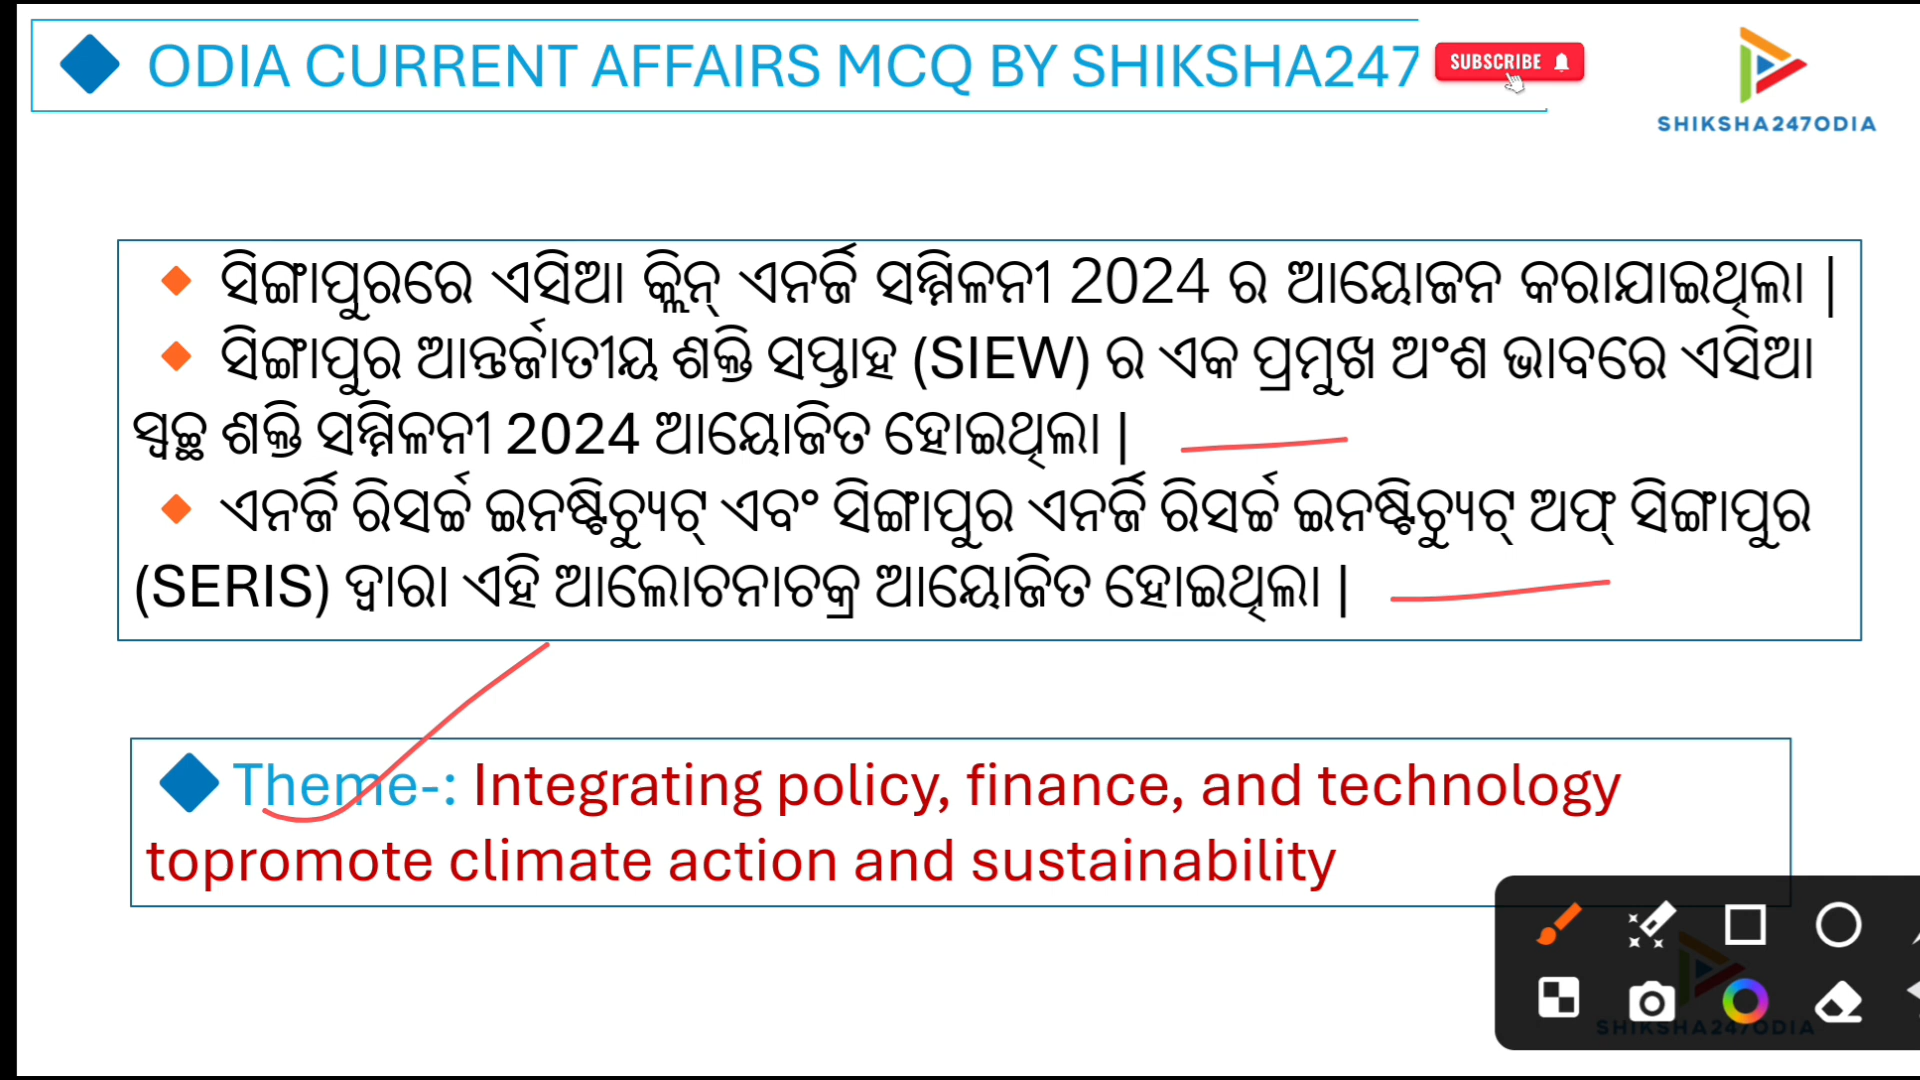 ODIA CURRENT AFFAIRS MCQ BY SHIKSHA247
SUBSCRIBE
SHIKSHA247ODIA
ସିଙ୍ଗାପୁରରେ ଏସିଆ କ୍ଲିନ୍ ଏନର୍ଜି ସମ୍ମିଳନୀ 2024 ର ଆୟୋଜନ କରାଯାଇଥିଲା |
ସିଙ୍ଗାପୁର ଆନ୍ତର୍ଜାତୀୟ ଶକ୍ତି ସପ୍ତାହ (SIEW) ର ଏକ ପ୍ରମୁଖ ଅଂଶ ଭାବରେ ଏସିଆ
ସ୍ୱଚ୍ଛ ଶକ୍ତି ସମ୍ମିଳନୀ 2024 ଆୟୋଜିତ ହୋଇଥିଲା |
ଏନର୍ଜି ରିସର୍ଚ୍ଚ ଇନଷ୍ଟିଚ୍ୟୁଟ୍ ଏବଂ ସିଙ୍ଗାପୁର ଏନର୍ଜି ରିସର୍ଚ୍ଚ ଇନଷ୍ଟିଚ୍ୟୁଟ୍ ଅଫ୍ ସିଙ୍ଗାପୁର
(SERIS) ଦ୍ୱାରା ଏହି ଆଲୋଚନାଚକ୍ର ଆୟୋଜିତ ହୋଇଥିଲା |
Theme-: Integrating policy, finance, and technology
topromote climate action and sustainability
SHIKSHA247ODIA